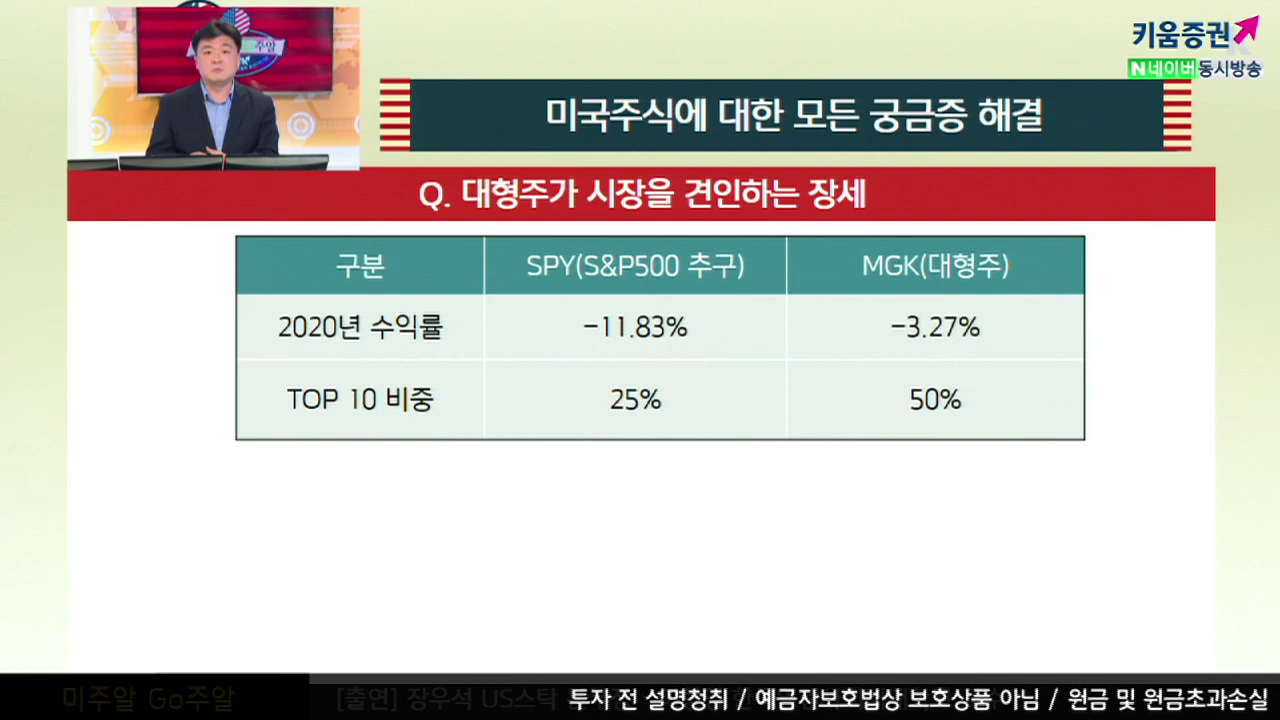 키움증권
N 네이버 동시방송
주알
미국주식에 대한 모든 궁금증 해결
Q. 대형주가 시장을 견인하는 장세
구분 SPY(S&P500 추구) MGK(대형주)
2020년 수익률 -11.83% -3.27%
TOP 10 비중 25% 50%
미주알 Go주알 [출연] 장우석 US스탁
투자 전 설명청취 / 예금자보호법상 보호상품 아님 / 원금 및 원금초과손실